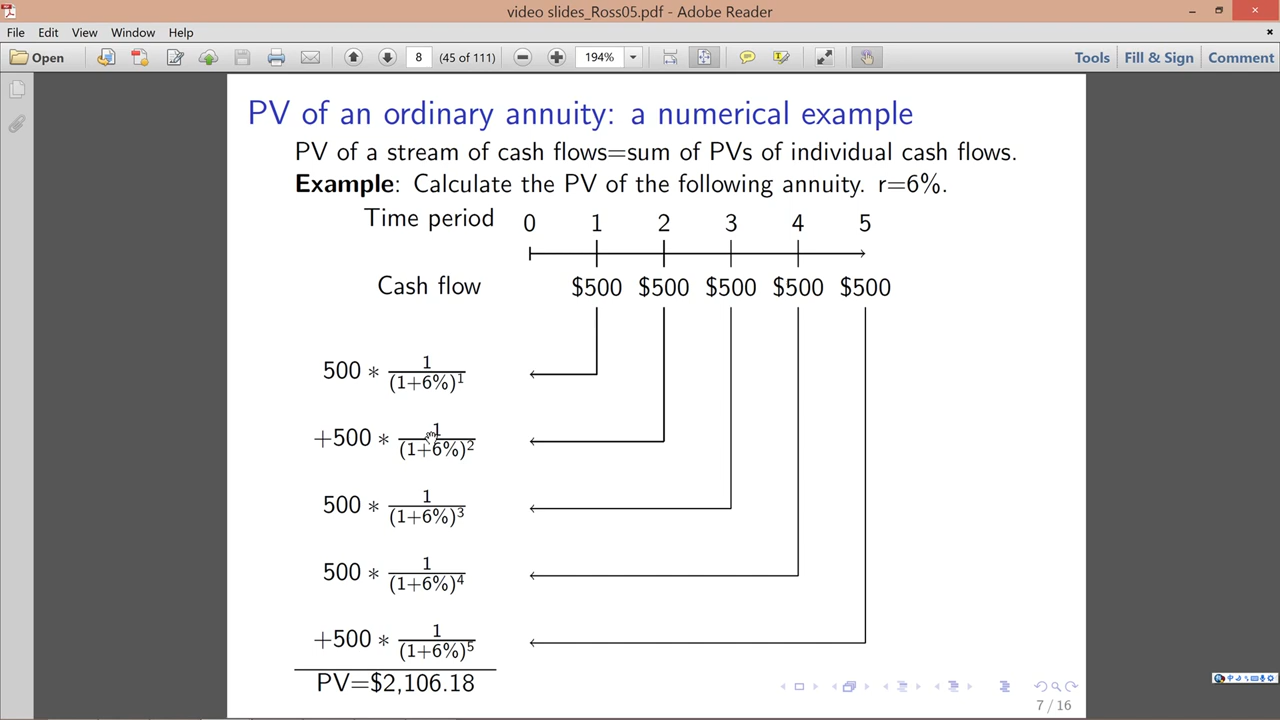 video slides_Ross05.pdf - Adobe Reader
File Edit View Window Help
Open 8 (45 of 111) 194% Tools Fill & Sign Comment
PV of an ordinary annuity: a numerical example
PV of a stream of cash flows=sum of PVs of individual cash flows.
Example: Calculate the PV of the following annuity. r=6%.
Time period 0 1 2 3 4 5
Cash flow $500 $500 $500 $500 $500
500 * 1/(1+6%)^1
+500 * 1/(1+6%)^2
500 * 1/(1+6%)^3
500 * 1/(1+6%)^4
+500 * 1/(1+6%)^5
PV=$2,106.18
7 / 16